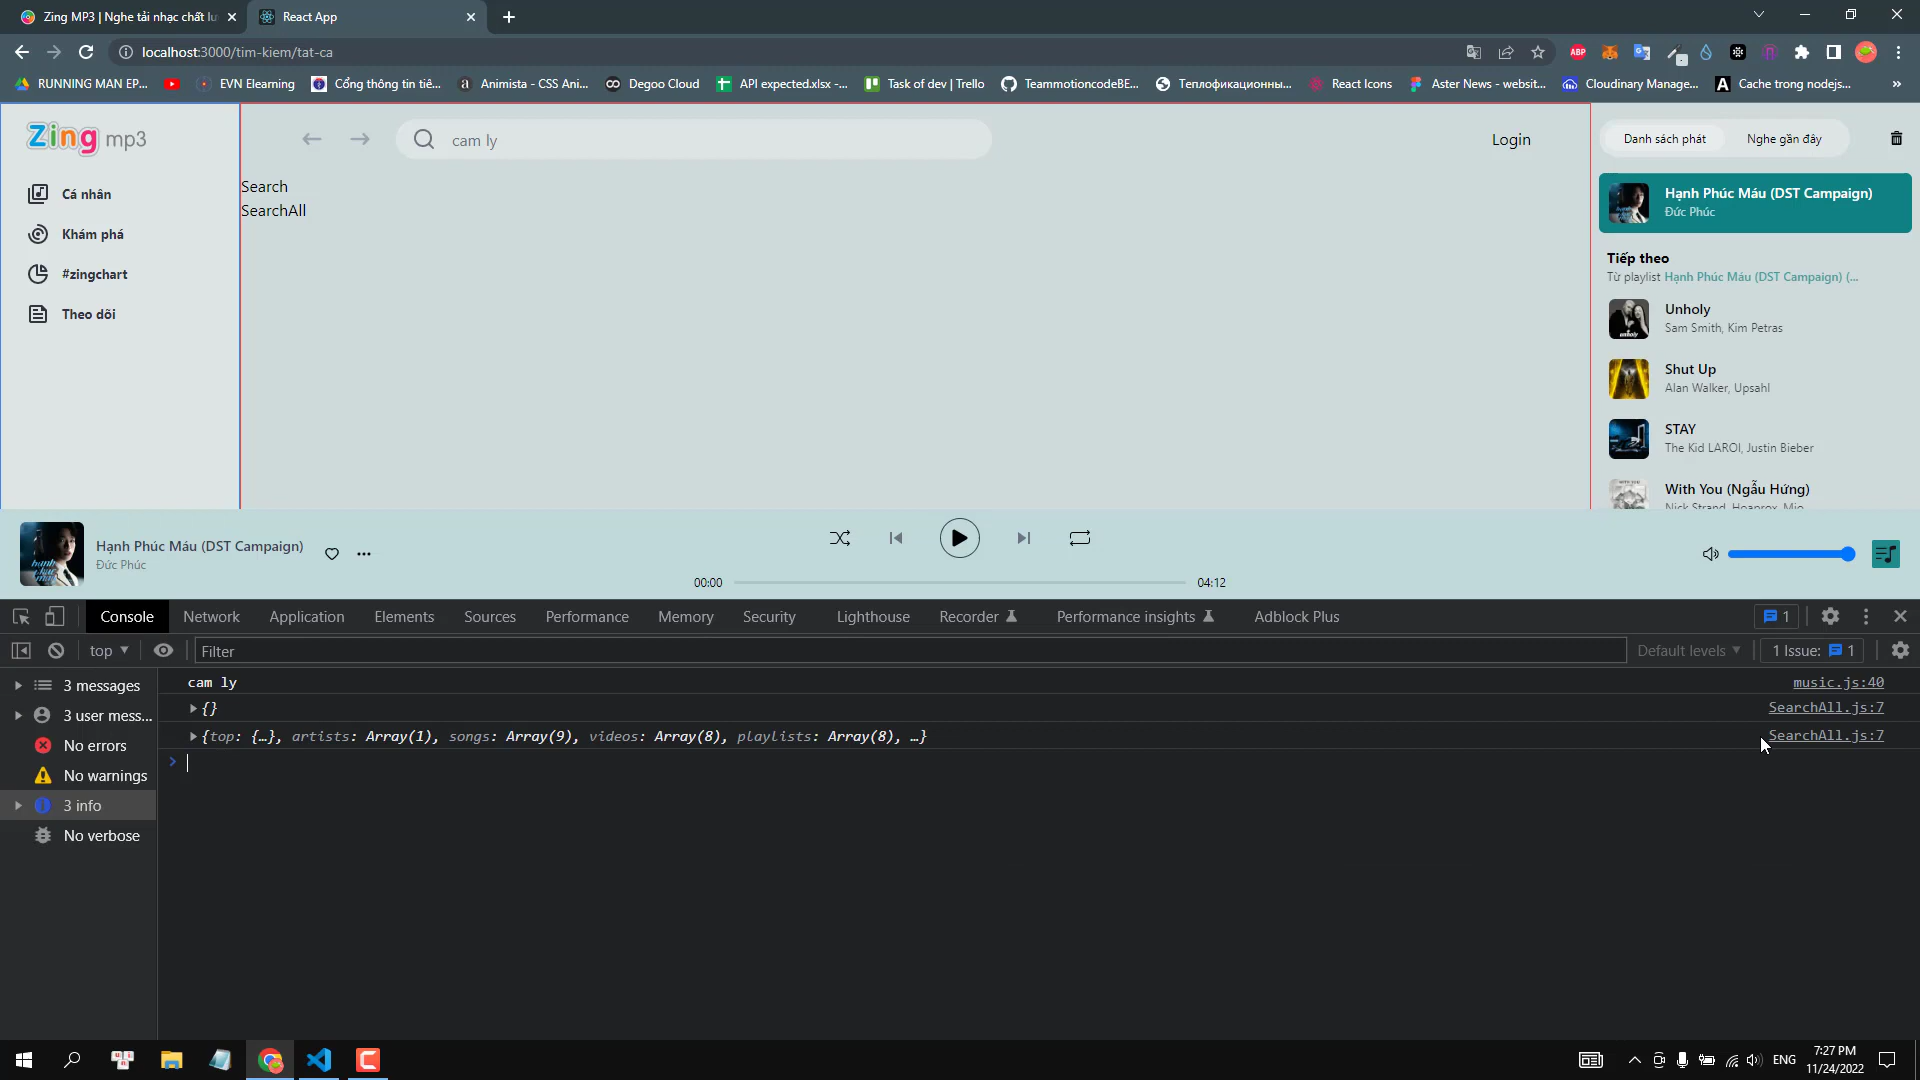 Zing MP3 | Nghe tải nhạc chất lư
React App
localhost:3000/tim-kiem/tat-ca
RUNNING MAN EP...
EVN Elearning
Cổng thông tin tiê...
Animista - CSS Ani...
Degoo Cloud
API expected.xlsx -...
Task of dev | Trello
TeammotioncodeBE...
Теплофикационны...
React Icons
Aster News - websit...
Cloudinary Manage...
Cache trong nodejs...
»
Zing mp3
cam ly
Login
Danh sách phát
Nghe gần đây
Cá nhân
Khám phá
#zingchart
Theo dõi
Search
SearchAll
Hạnh Phúc Máu (DST Campaign)
Đức Phúc
Tiếp theo
Từ playlist Hạnh Phúc Máu (DST Campaign) (...
Unholy
Sam Smith, Kim Petras
Shut Up
Alan Walker, Upsahl
STAY
The Kid LAROI, Justin Bieber
With You (Ngẫu Hứng)
Nick Strand, Hoaprox, Mio
Hạnh Phúc Máu (DST Campaign)
Đức Phúc
00:00
04:12
Console
Network
Application
Elements
Sources
Performance
Memory
Security
Lighthouse
Recorder
Performance insights
Adblock Plus
1
top
Filter
Default levels
1 Issue: 1
3 messages
3 user mess...
No errors
No warnings
3 info
No verbose
cam ly
music.js:40
{}
SearchAll.js:7
{top: {…}, artists: Array(1), songs: Array(9), videos: Array(8), playlists: Array(8), …}
SearchAll.js:7
ENG
7:27 PM
11/24/2022